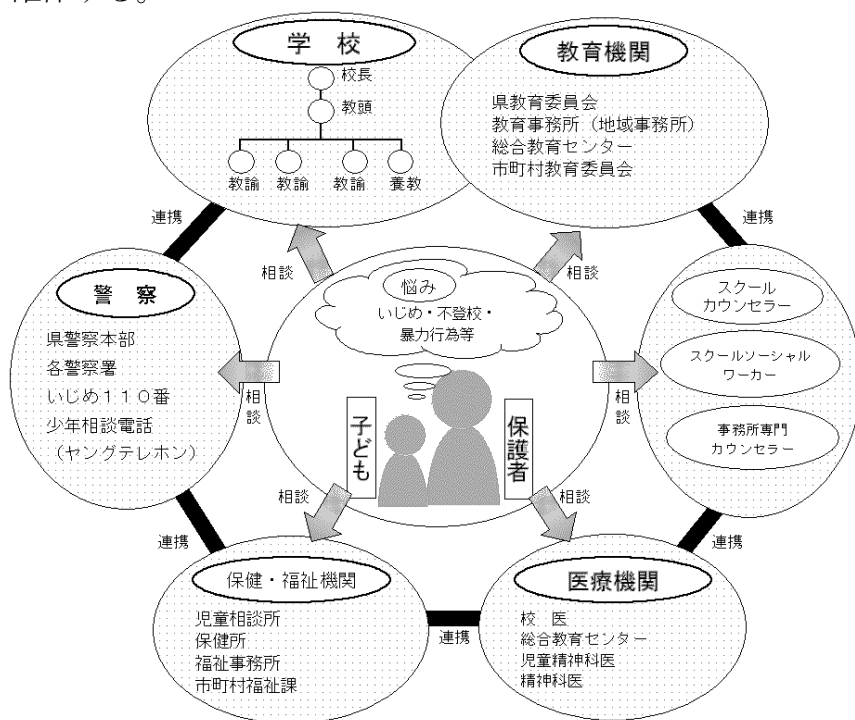 学　校
校長
教頭
教諭　教諭　教諭　養教
教育機関
県教育委員会
教育事務所（地域事務所）
総合教育センター
市町村教育委員会
連携
連携
相談
相談
警　察
県警察本部
各警察署
いじめ１１０番
少年相談電話
（ヤングテレホン）
悩み
いじめ・不登校・
暴力行為等
スクール
カウンセラー
スクールソーシャル
ワーカー
事務所専門
カウンセラー
相談
相談
子ども
保護者
相談
相談
連携
連携
保健・福祉機関
児童相談所
保健所
福祉事務所
市町村福祉課
連携
医療機関
校　医
総合教育センター
児童精神科医
精神科医